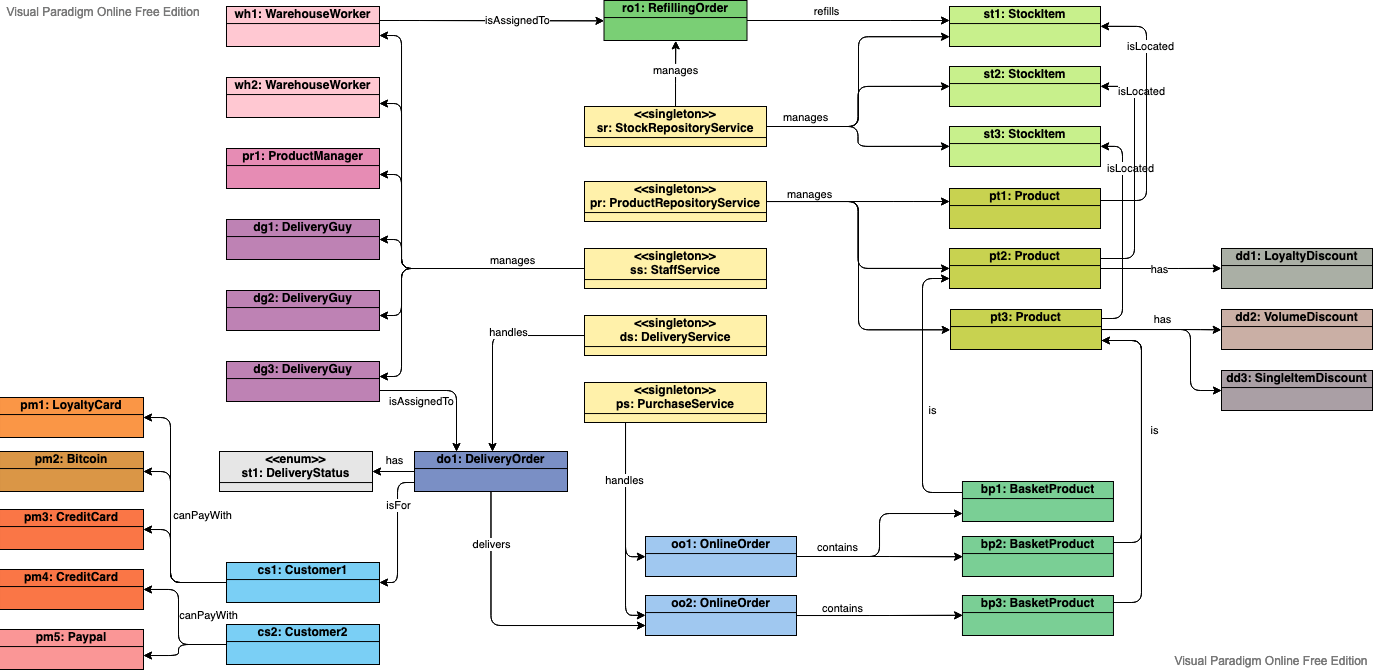 Visual Paradigm Online Free Edition
wh1: WarehouseWorker
isAssignedTo
ro1: RefillingOrder
refills
st1: StockItem
isLocated
manages
st2: StockItem
wh2: WarehouseWorker
isLocated
<<singleton>>
sr: StockRepositoryService
manages
st3: StockItem
pr1: ProductManager
isLocated
<<singleton>>
pr: ProductRepositoryService
manages
pt1: Product
dg1: DeliveryGuy
<<singleton>>
ss: StaffService
manages
pt2: Product
has
dd1: LoyaltyDiscount
dg2: DeliveryGuy
<<singleton>>
ds: DeliveryService
handles
pt3: Product
has
dd2: VolumeDiscount
dg3: DeliveryGuy
dd3: SingleItemDiscount
<<signleton>>
ps: PurchaseService
isAssignedTo
pm1: LoyaltyCard
is
is
pm2: Bitcoin
<<enum>>
st1: DeliveryStatus
has
do1: DeliveryOrder
handles
bp1: BasketProduct
isFor
pm3: CreditCard
canPayWith
delivers
oo1: OnlineOrder
contains
bp2: BasketProduct
pm4: CreditCard
cs1: Customer1
oo2: OnlineOrder
contains
bp3: BasketProduct
canPayWith
pm5: Paypal
cs2: Customer2
Visual Paradigm Online Free Edition